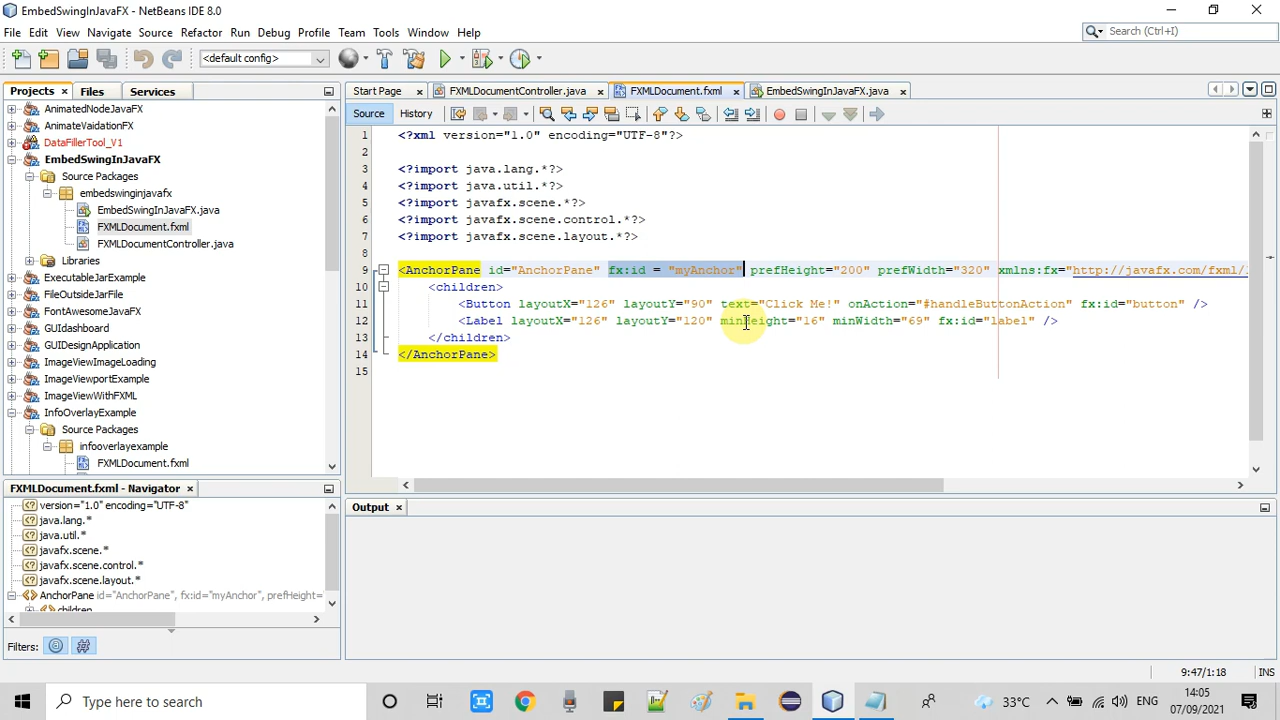 EmbedSwingInJavaFX - NetBeans IDE 8.0
File Edit View Navigate Source Refactor Run Debug Profile Team Tools Window Help
Search (Ctrl+I)
<default config>
Projects Files Services
Start Page FXMLDocumentController.java FXMLDocument.fxml EmbedSwingInJavaFX.java
Source History
AnimatedNodeJavaFX
AnimateVaidationFX
DataFillerTool_V1
EmbedSwingInJavaFX
Source Packages
embedswinginjavafx
EmbedSwingInJavaFX.java
FXMLDocument.fxml
FXMLDocumentController.java
Libraries
ExecutableJarExample
FileOutsideJarFile
FontAwesomeJavaFX
GUIdashboard
GUIDesignApplication
ImageViewImageLoading
ImageViewportExample
ImageViewWithFXML
InfoOverlayExample
Source Packages
infooverlayexample
FXMLDocument.fxml
1 <?xml version="1.0" encoding="UTF-8"?>
2
3 <?import java.lang.*?>
4 <?import java.util.*?>
5 <?import javafx.scene.*?>
6 <?import javafx.scene.control.*?>
7 <?import javafx.scene.layout.*?>
8
9 <AnchorPane id="AnchorPane" fx:id = "myAnchor" prefHeight="200" prefWidth="320" xmlns:fx="http://javafx.com/fxml/
10 <children>
11 <Button layoutX="126" layoutY="90" text="Click Me!" onAction="#handleButtonAction" fx:id="button" />
12 <Label layoutX="126" layoutY="120" minHeight="16" minWidth="69" fx:id="label" />
13 </children>
14 </AnchorPane>
15
FXMLDocument.fxml - Navigator
version="1.0" encoding="UTF-8"
java.lang.*
java.util.*
javafx.scene.*
javafx.scene.control.*
javafx.scene.layout.*
AnchorPane id="AnchorPane", fx:id="myAnchor", prefHeight=
children
Filters:
Output
9:47/1:18 INS
Type here to search
33°C
ENG
14:05
07/09/2021